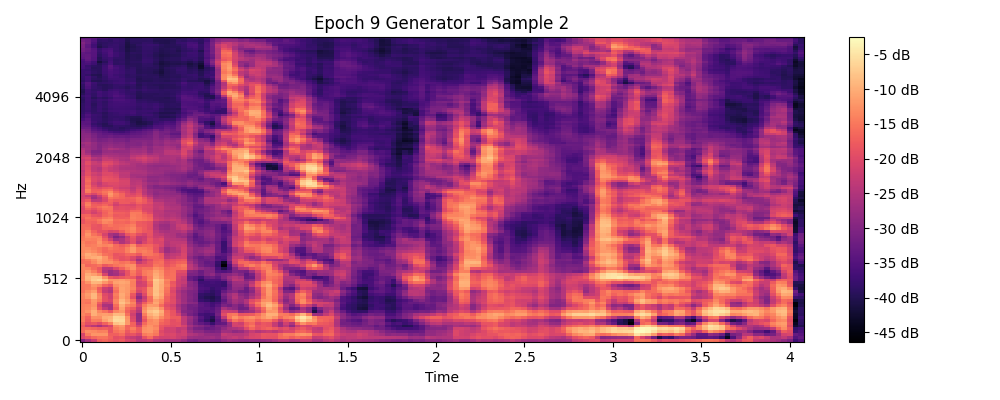 Epoch 9 Generator 1 Sample 2
Hz
4096
2048
1024
512
0
0 0.5 1 1.5 2 2.5 3 3.5 4
Time
-5 dB
-10 dB
-15 dB
-20 dB
-25 dB
-30 dB
-35 dB
-40 dB
-45 dB